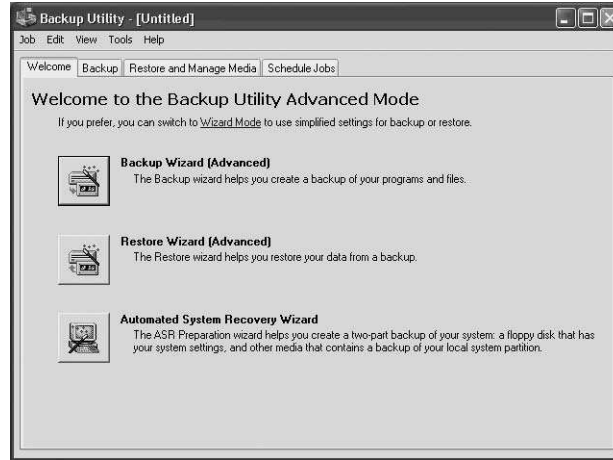 Backup Utility - [Untitled]
Job Edit View Tools Help
Welcome Backup Restore and Manage Media Schedule Jobs
Welcome to the Backup Utility Advanced Mode
If you prefer, you can switch to Wizard Mode to use simplified settings for backup or restore.
Backup Wizard (Advanced)
The Backup wizard helps you create a backup of your programs and files.
Restore Wizard (Advanced)
The Restore wizard helps you restore your data from a backup.
Automated System Recovery Wizard
The ASR Preparation wizard helps you create a two-part backup of your system: a floppy disk that has
your system settings, and other media that contains a backup of your local system partition.